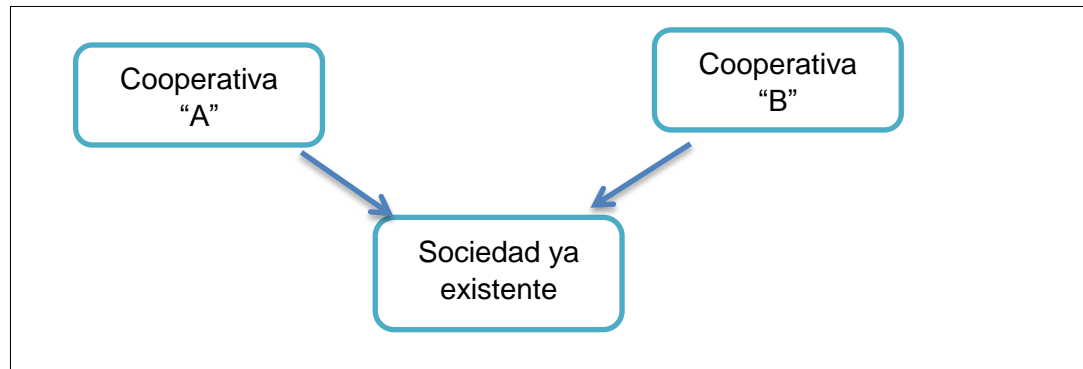 Cooperativa
“A”
Cooperativa
“B”
Sociedad ya
existente